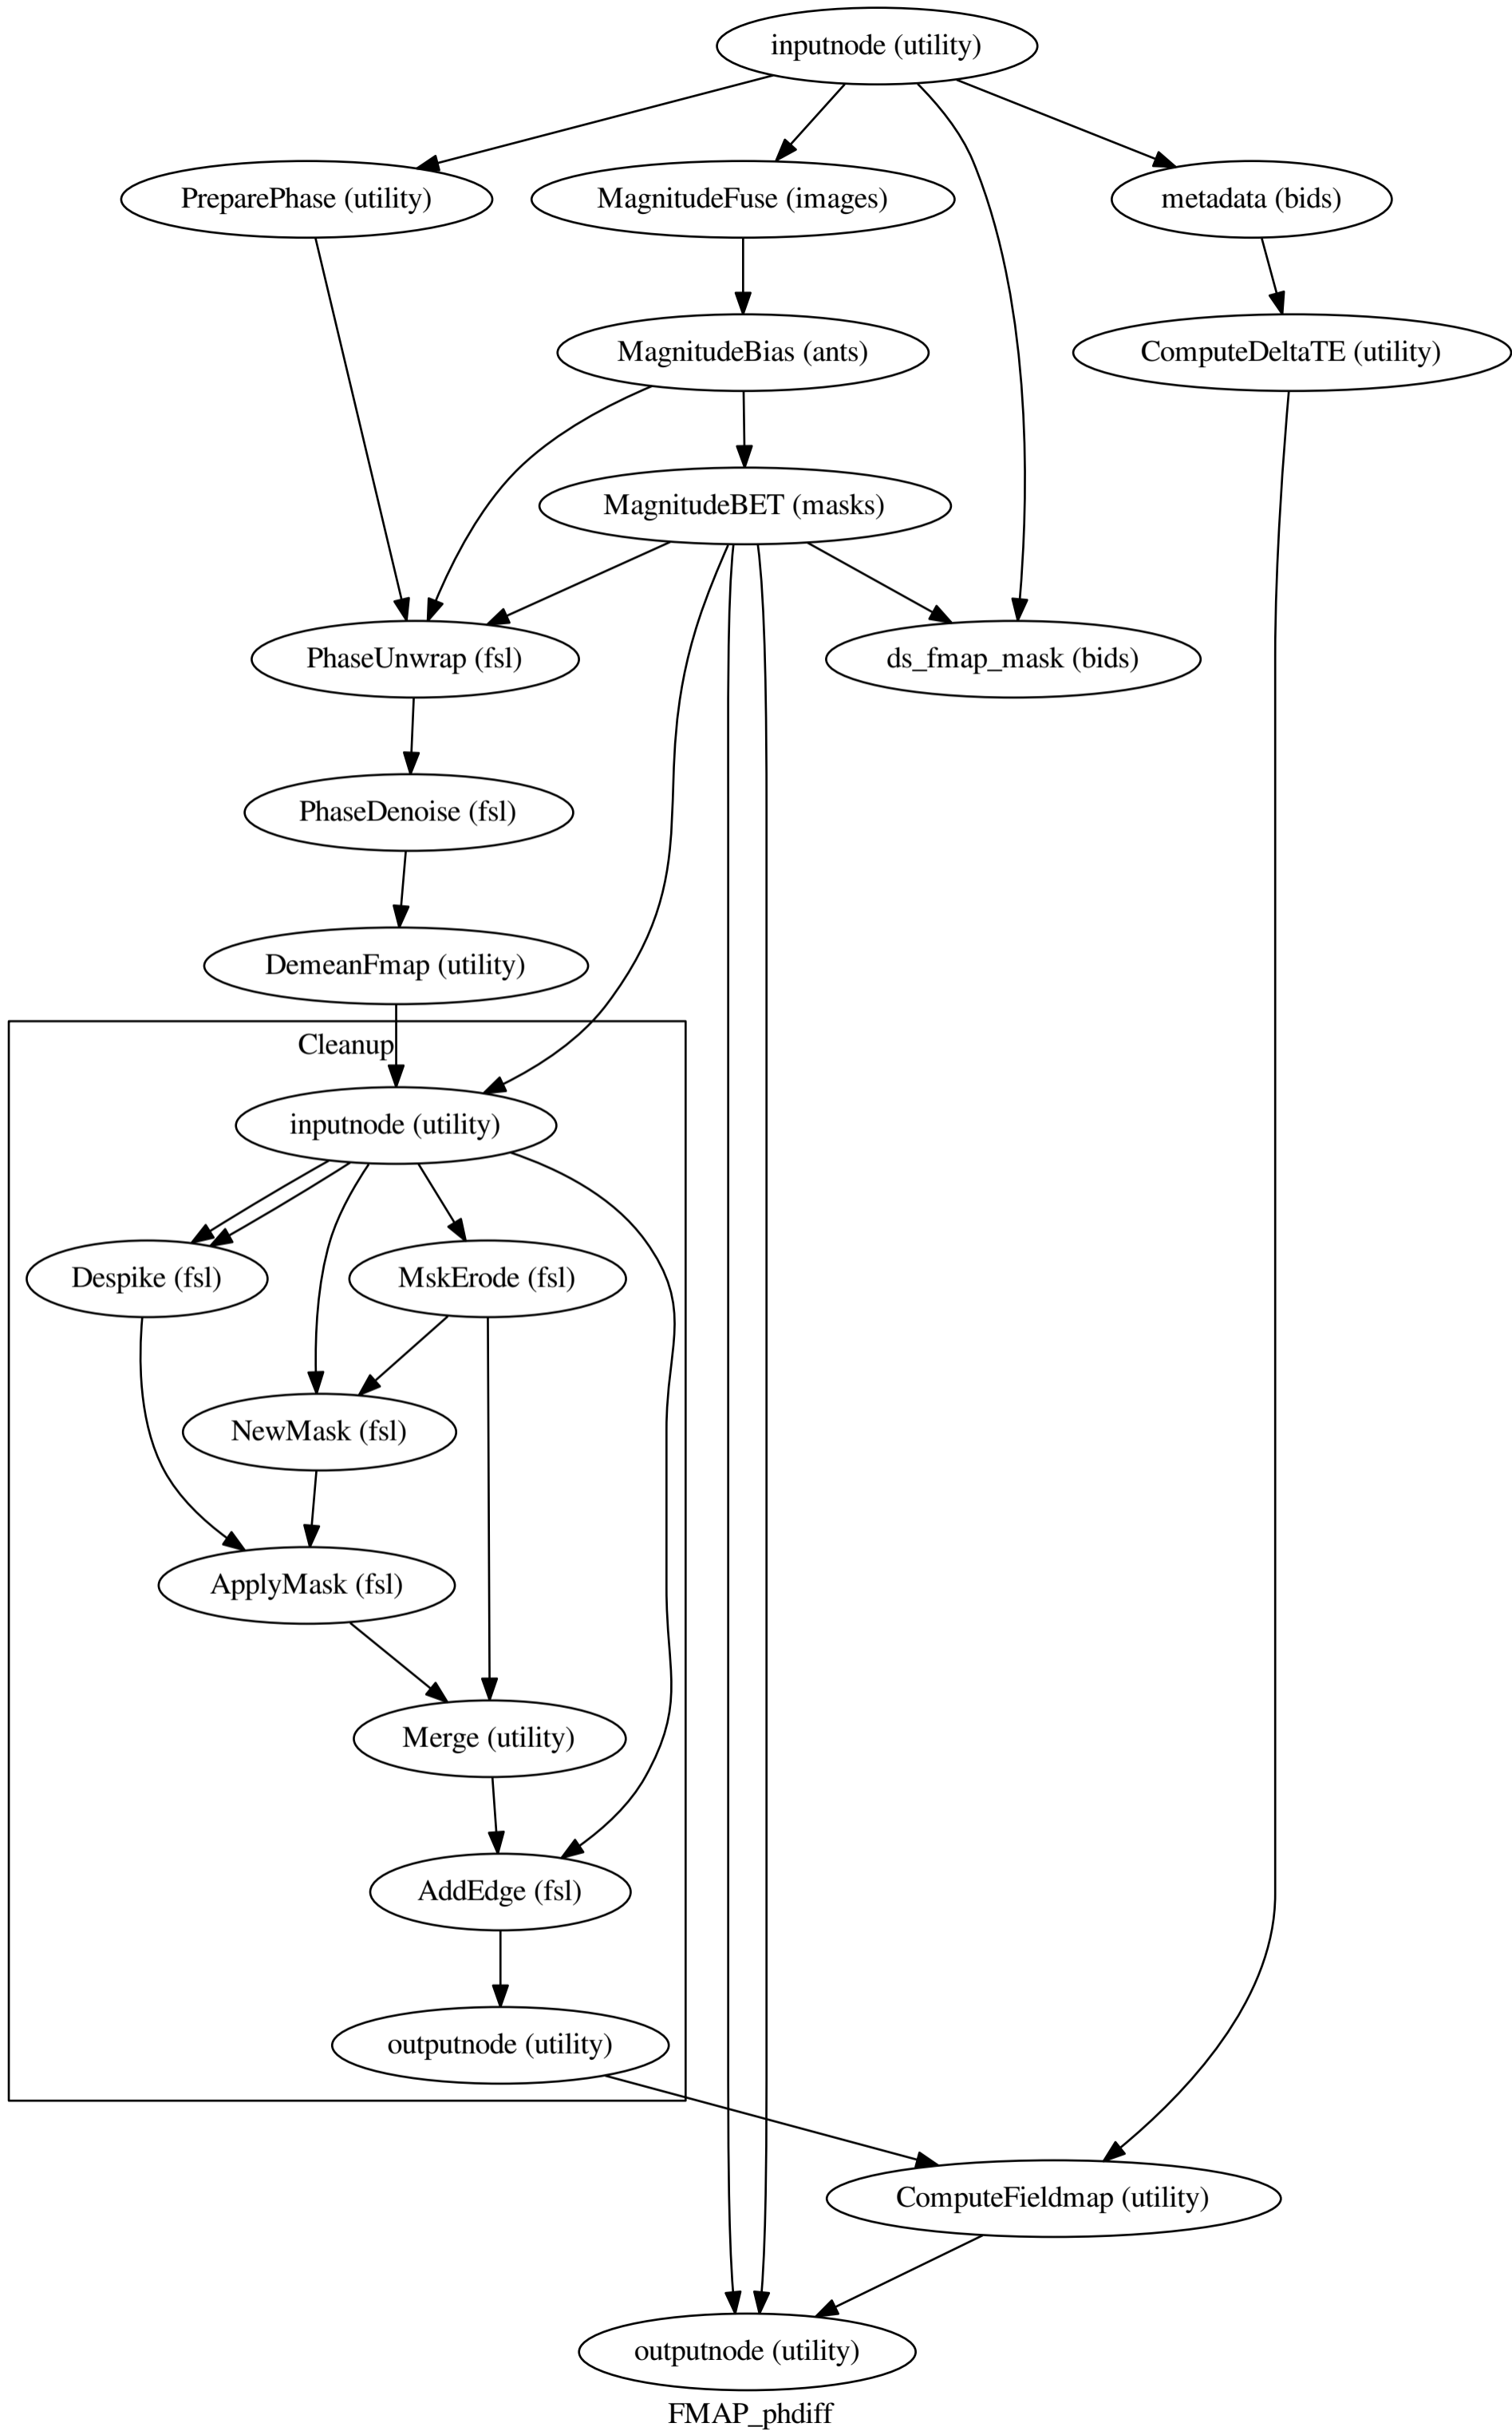 inputnode (utility)
PreparePhase (utility)
MagnitudeFuse (images)
metadata (bids)
MagnitudeBias (ants)
ComputeDeltaTE (utility)
MagnitudeBET (masks)
PhaseUnwrap (fsl)
ds_fmap_mask (bids)
PhaseDenoise (fsl)
DemeanFmap (utility)
Cleanup
inputnode (utility)
Despike (fsl)
MskErode (fsl)
NewMask (fsl)
ApplyMask (fsl)
Merge (utility)
AddEdge (fsl)
outputnode (utility)
ComputeFieldmap (utility)
outputnode (utility)
FMAP_phdiff